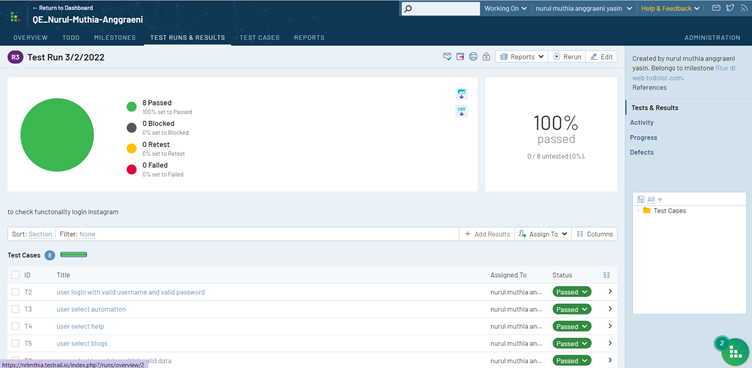 ← Return to Dashboard
QE_Nurul-Muthia-Anggraeni
Working On
nurul muthia anggraeni yasin
Help & Feedback
OVERVIEW TODO MILESTONES TEST RUNS & RESULTS TEST CASES REPORTS ADMINISTRATION
R3 Test Run 3/2/2022
Reports Rerun Edit
8 Passed
100% set to Passed
0 Blocked
0% set to Blocked
0 Retest
0% set to Retest
0 Failed
0% set to Failed
CSV
100%
passed
0 / 8 untested (0%).
Created by nurul muthia anggraeni
yasin. Belongs to milestone fitur di
web todoist.com.
References
Tests & Results
Activity
Progress
Defects
All
Test Cases
to check functonality login Instagram
Sort: Section Filter: None Add Results Assign To Columns
Test Cases 8
ID Title Assigned To Status
T2 user login with valid username and valid password nurul muthia an... Passed
T3 user select automation nurul muthia an... Passed
T4 user select help nurul muthia an... Passed
T5 user select blogs nurul muthia an... Passed
data nurul muthia an... Passed
https://nrlmthia.testrail.io/index.php?/runs/overview/2
2